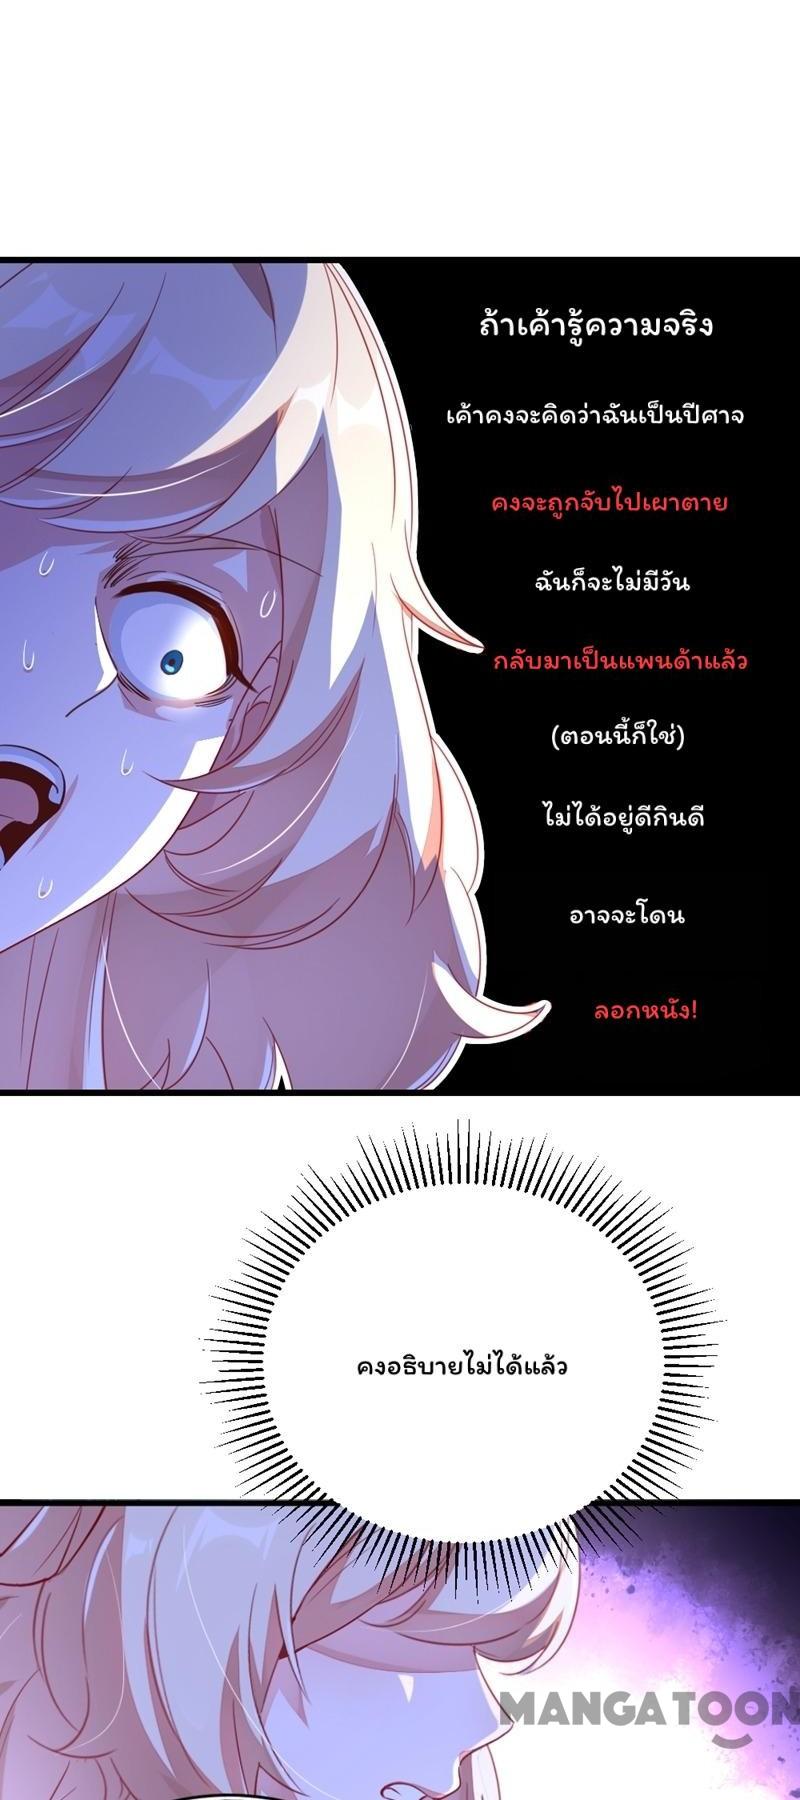 ถ้าเค้ารู้ความจริง
เค้าคงจะคิดว่าฉันเป็นปีศาจ
คงจะถูกจับไปเผาตาย
ฉันก็จะไม่มีวัน
กลับมาเป็นแพนด้าแล้ว
(ตอนนี้ก็ใช่)
ไม่ได้อยู่ดีกินดี
อาจจะโดน
ลอกหนัง!
คงอธิบายไม่ได้แล้ว
MANGATOON